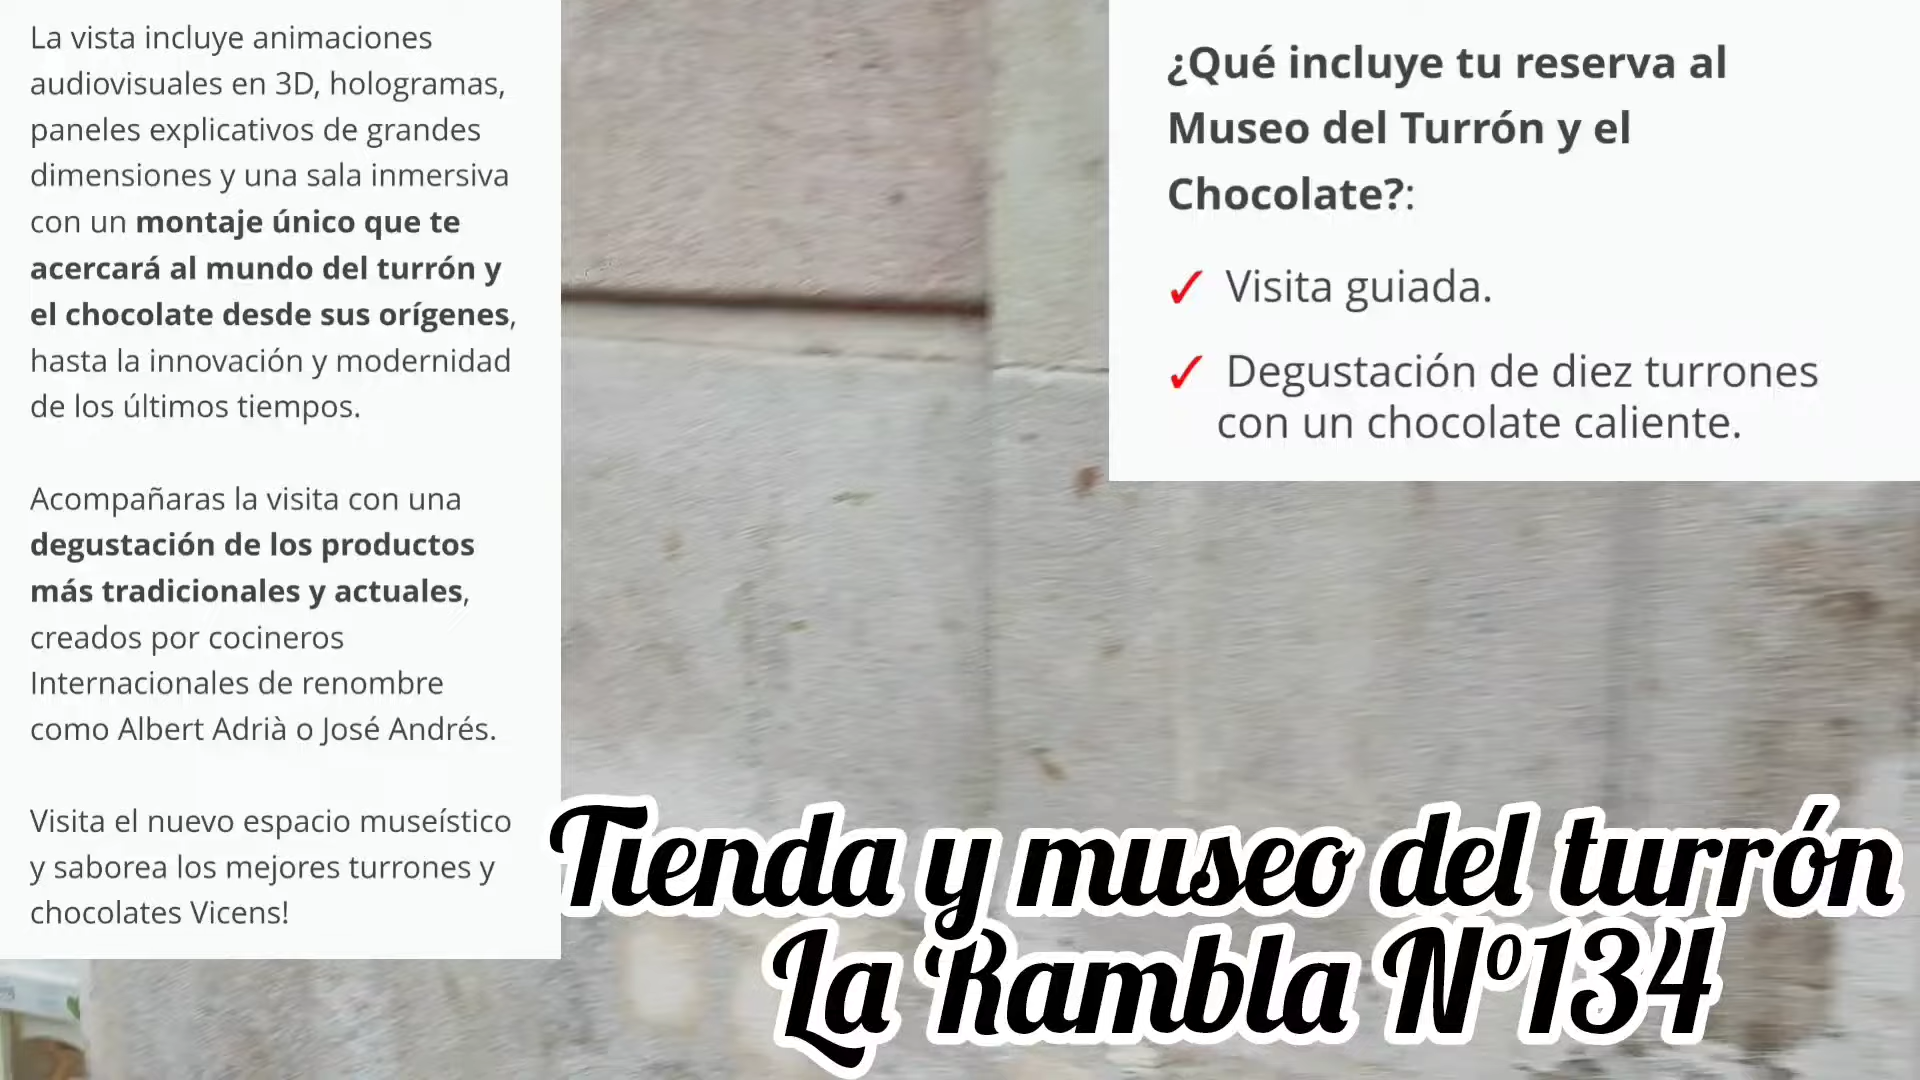 La vista incluye animaciones
audiovisuales en 3D, hologramas,
paneles explicativos de grandes
dimensiones y una sala inmersiva
con un montaje único que te
acercará al mundo del turrón y
el chocolate desde sus orígenes,
hasta la innovación y modernidad
de los últimos tiempos.
Acompañaras la visita con una
degustación de los productos
más tradicionales y actuales,
creados por cocineros
Internacionales de renombre
como Albert Adrià o José Andrés.
Visita el nuevo espacio museístico
y saborea los mejores turrones y
chocolates Vicens!
¿Qué incluye tu reserva al
Museo del Turrón y el
Chocolate?:
✓ Visita guiada.
✓ Degustación de diez turrones
con un chocolate caliente.
Tienda y museo del turrón
La Rambla Nº134